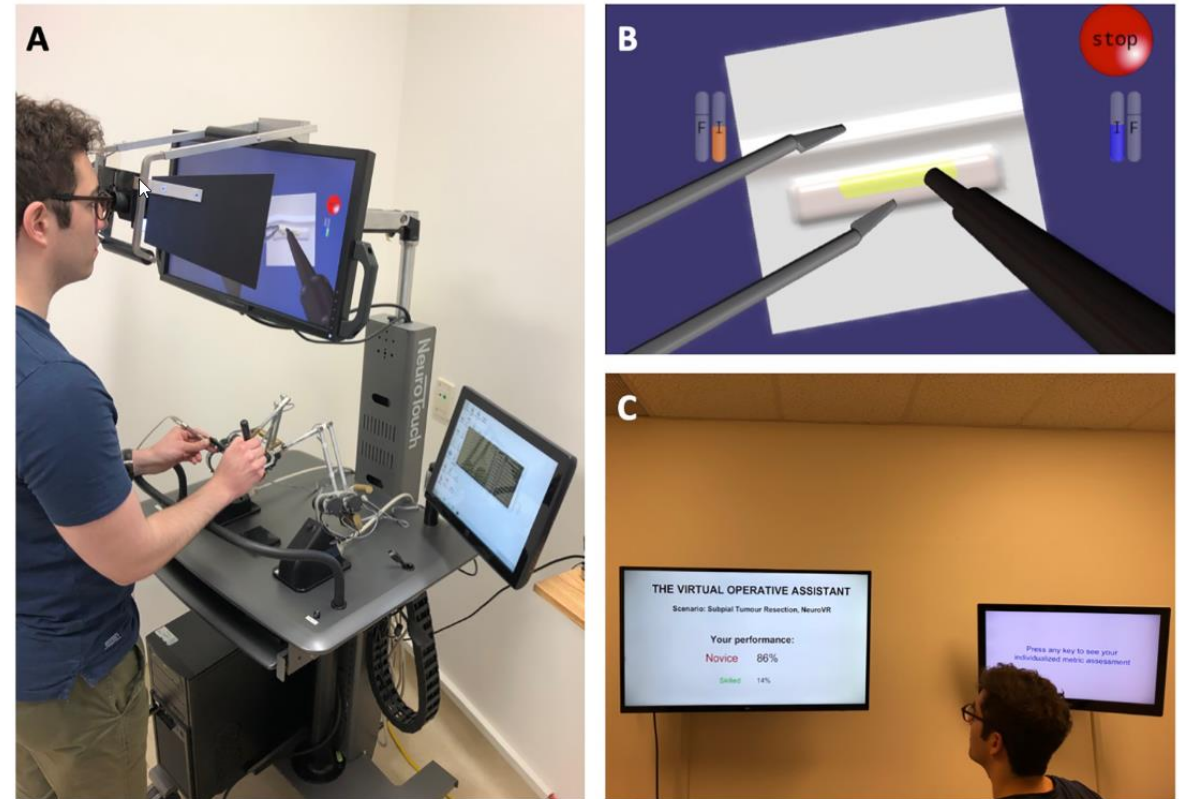 A
NeuroTouch
B
stop
F I
I F
C
THE VIRTUAL OPERATIVE ASSISTANT
Scenario: Subpial Tumour Resection, NeuroVR
Your performance:
Novice 86%
Skilled 14%
Press any key to see your
individualized metric assessment